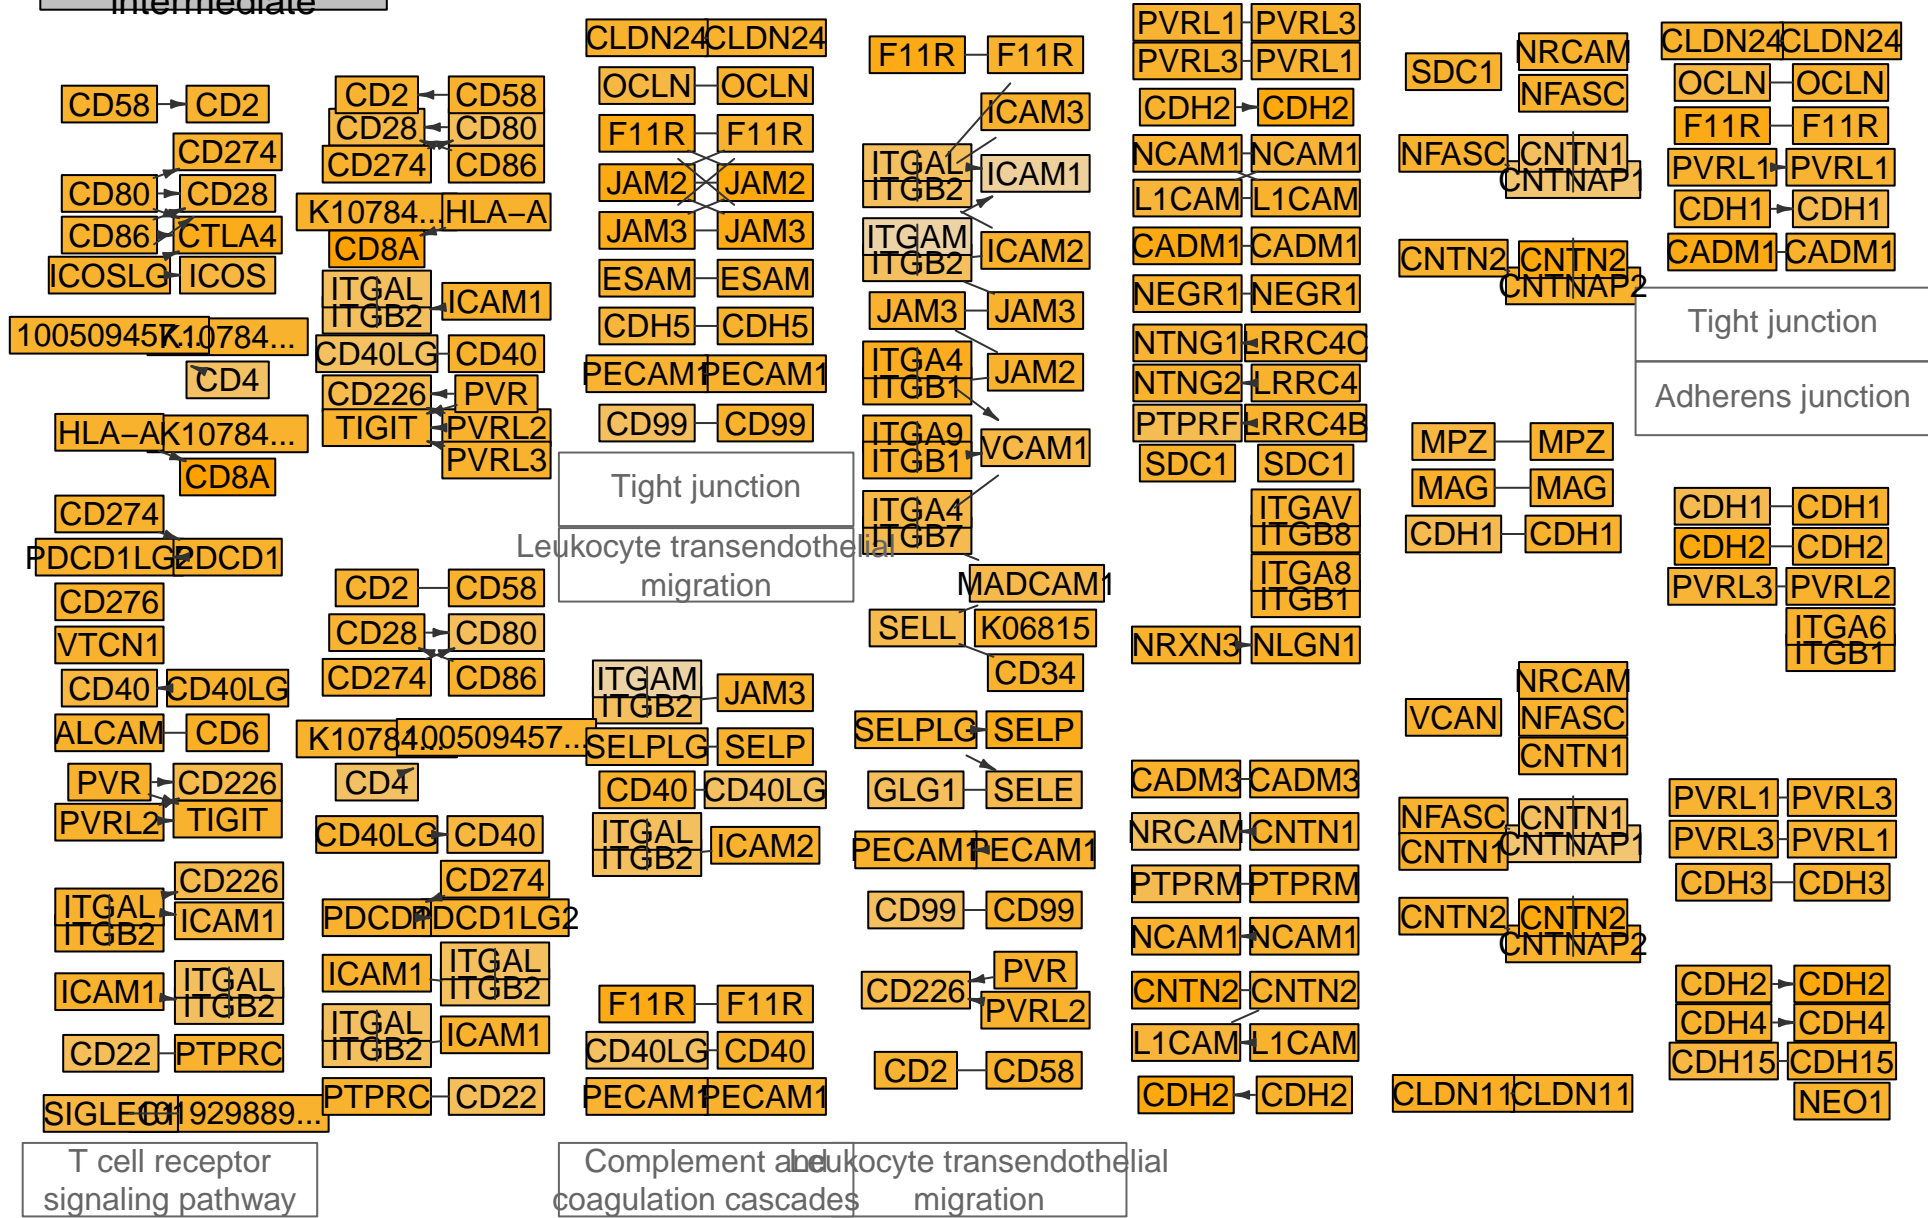 intermediate
CD58
CD2
CD274
CD80
CD28
CD86
CTLA4
ICOSLG
ICOS
100509457...
K10784...
CD4
HLA−A
K10784...
CD8A
CD274
PDCD1LG2
PDCD1
CD276
VTCN1
CD40
CD40LG
ALCAM
CD6
PVR
CD226
PVRL2
TIGIT
CD226
ITGAL
ITGB2
ICAM1
ICAM1
ITGAL
ITGB2
CD22
PTPRC
T cell receptor
signaling pathway
CD2
CD58
CD28
CD80
CD274
CD86
K10784...
HLA−A
CD8A
ITGAL
ITGB2
ICAM1
CD40LG
CD40
CD226
PVR
TIGIT
PVRL2
PVRL3
CD2
CD58
CD28
CD80
CD274
CD86
K10784...
100509457...
CD4
CD40LG
CD40
CD274
PDCD1
PDCD1LG2
ICAM1
ITGAL
ITGB2
ITGAL
ITGB2
ICAM1
PTPRC
CD22
CLDN24
CLDN24
OCLN
OCLN
F11R
F11R
JAM2
JAM2
JAM3
JAM3
ESAM
ESAM
CDH5
CDH5
PECAM1
PECAM1
CD99
CD99
Tight junction
Leukocyte transendothelial
migration
ITGAM
ITGB2
JAM3
SELPLG
SELP
CD40
CD40LG
ITGAL
ITGB2
ICAM2
F11R
F11R
CD40LG
CD40
PECAM1
PECAM1
Complement and
coagulation cascades
F11R
F11R
ICAM3
ITGAL
ITGB2
ICAM1
ITGAM
ITGB2
ICAM2
JAM3
JAM3
ITGA4
ITGB1
JAM2
ITGA9
ITGB1
VCAM1
ITGA4
ITGB7
MADCAM1
SELL
K06815
CD34
SELPLG
SELP
GLG1
SELE
PECAM1
PECAM1
CD99
CD99
CD226
PVR
PVRL2
CD2
CD58
Leukocyte transendothelial
migration
PVRL1
PVRL3
PVRL3
PVRL1
CDH2
CDH2
NCAM1
NCAM1
L1CAM
L1CAM
CADM1
CADM1
NEGR1
NEGR1
NTNG1
LRRC4C
NTNG2
LRRC4
PTPRF
LRRC4B
SDC1
SDC1
ITGAV
ITGB8
ITGA8
ITGB1
NRXN3
NLGN1
CADM3
CADM3
NRCAM
CNTN1
PTPRM
PTPRM
NCAM1
NCAM1
CNTN2
CNTN2
L1CAM
L1CAM
CDH2
CDH2
SDC1
NRCAM
NFASC
NFASC
CNTN1
CNTNAP1
CNTN2
CNTN2
CNTNAP2
MPZ
MPZ
MAG
MAG
CDH1
CDH1
VCAN
NRCAM
NFASC
CNTN1
NFASC
CNTN1
CNTN1
CNTNAP1
CNTN2
CNTN2
CNTNAP2
CLDN11
CLDN11
CLDN24
CLDN24
OCLN
OCLN
F11R
F11R
PVRL1
PVRL1
CDH1
CDH1
CADM1
CADM1
Tight junction
Adherens junction
CDH1
CDH1
CDH2
CDH2
PVRL3
PVRL2
ITGA6
ITGB1
PVRL1
PVRL3
PVRL3
PVRL1
CDH3
CDH3
CDH2
CDH2
CDH4
CDH4
CDH15
CDH15
NEO1